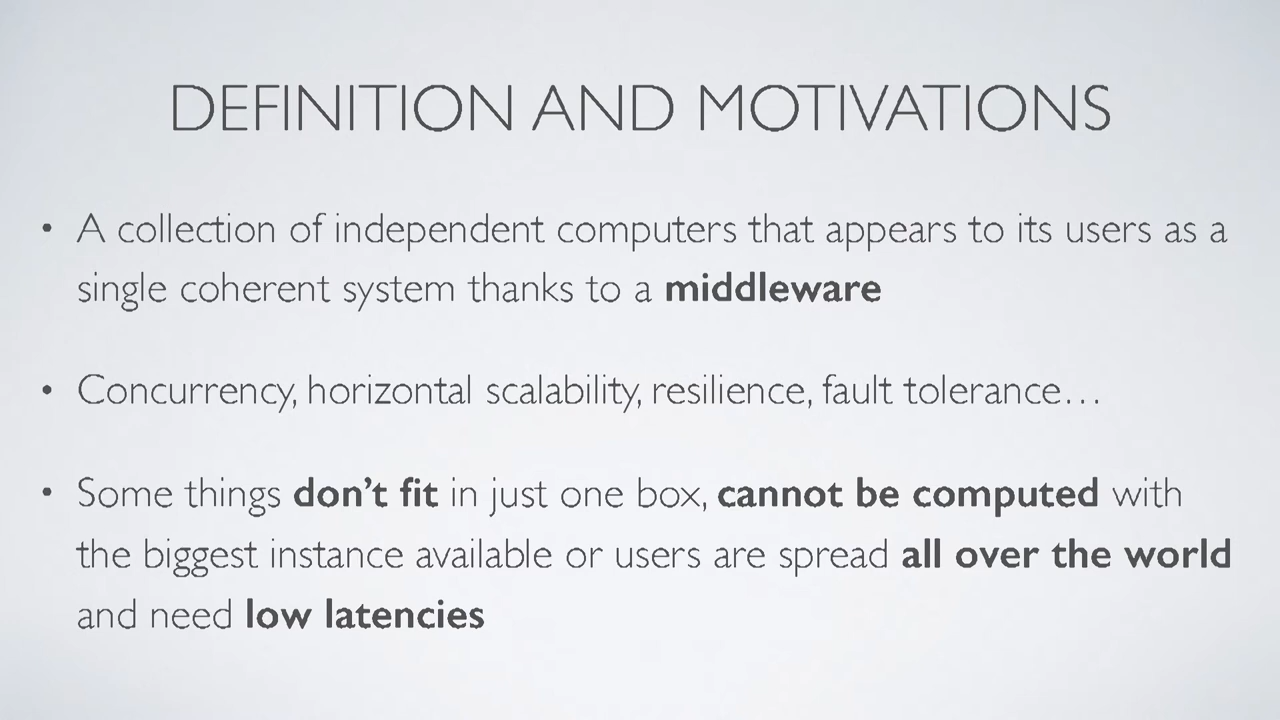 DEFINITION AND MOTIVATIONS
• A collection of independent computers that appears to its users as a
single coherent system thanks to a middleware
• Concurrency, horizontal scalability, resilience, fault tolerance…
• Some things don’t fit in just one box, cannot be computed with
the biggest instance available or users are spread all over the world
and need low latencies